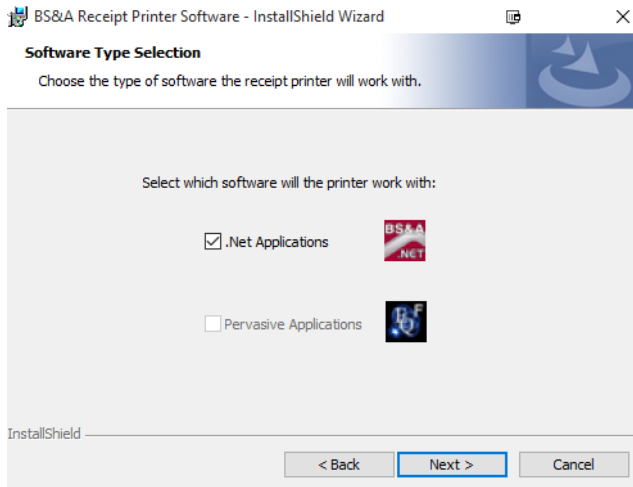 BS&A Receipt Printer Software - InstallShield Wizard
Software Type Selection
Choose the type of software the receipt printer will work with.
Select which software will the printer work with:
.Net Applications
BS&A
.NET
Pervasive Applications
InstallShield
< Back
Next >
Cancel